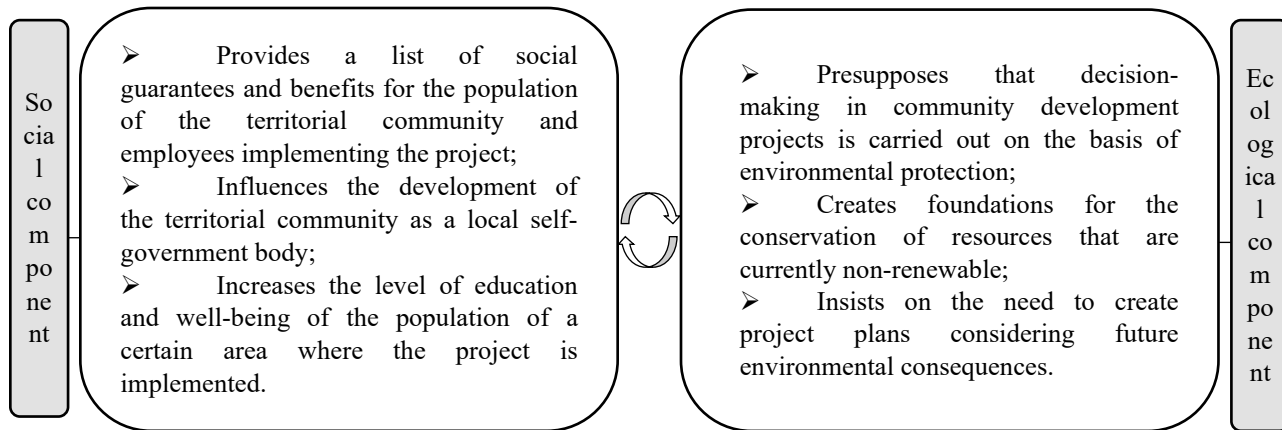 So
cia
l
co
m
po
ne
nt
➢ Provides a list of social
guarantees and benefits for the population
of the territorial community and
employees implementing the project;
➢ Influences the development of
the territorial community as a local self-
government body;
➢ Increases the level of education
and well-being of the population of a
certain area where the project is
implemented.
➢ Presupposes that decision-
making in community development
projects is carried out on the basis of
environmental protection;
➢ Creates foundations for the
conservation of resources that are
currently non-renewable;
➢ Insists on the need to create
project plans considering future
environmental consequences.
Ec
ol
og
ica
l
co
m
po
ne
nt